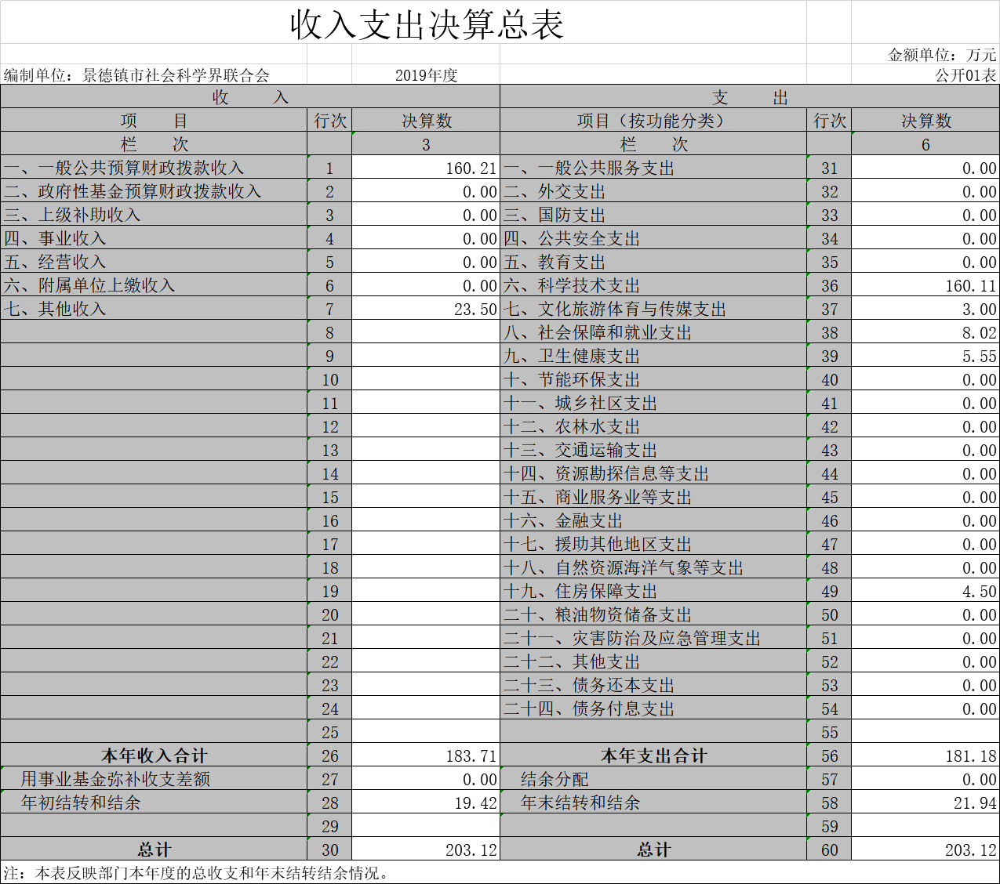 收入支出决算总表
金额单位：万元
编制单位：景德镇市社会科学界联合会 2019年度 公开01表
收 入 支 出
项 目 行次 决算数 项目（按功能分类） 行次 决算数
栏 次 3 栏 次 6
一、一般公共预算财政拨款收入 1 160.21 一、一般公共服务支出 31 0.00
二、政府性基金预算财政拨款收入 2 0.00 二、外交支出 32 0.00
三、上级补助收入 3 0.00 三、国防支出 33 0.00
四、事业收入 4 0.00 四、公共安全支出 34 0.00
五、经营收入 5 0.00 五、教育支出 35 0.00
六、附属单位上缴收入 6 0.00 六、科学技术支出 36 160.11
七、其他收入 7 23.50 七、文化旅游体育与传媒支出 37 3.00
8 八、社会保障和就业支出 38 8.02
9 九、卫生健康支出 39 5.55
10 十、节能环保支出 40 0.00
11 十一、城乡社区支出 41 0.00
12 十二、农林水支出 42 0.00
13 十三、交通运输支出 43 0.00
14 十四、资源勘探信息等支出 44 0.00
15 十五、商业服务业等支出 45 0.00
16 十六、金融支出 46 0.00
17 十七、援助其他地区支出 47 0.00
18 十八、自然资源海洋气象等支出 48 0.00
19 十九、住房保障支出 49 4.50
20 二十、粮油物资储备支出 50 0.00
21 二十一、灾害防治及应急管理支出 51 0.00
22 二十二、其他支出 52 0.00
23 二十三、债务还本支出 53 0.00
24 二十四、债务付息支出 54 0.00
25 55
本年收入合计 26 183.71 本年支出合计 56 181.18
用事业基金弥补收支差额 27 0.00 结余分配 57 0.00
年初结转和结余 28 19.42 年末结转和结余 58 21.94
29 59
总计 30 203.12 总计 60 203.12
注：本表反映部门本年度的总收支和年末结转结余情况。